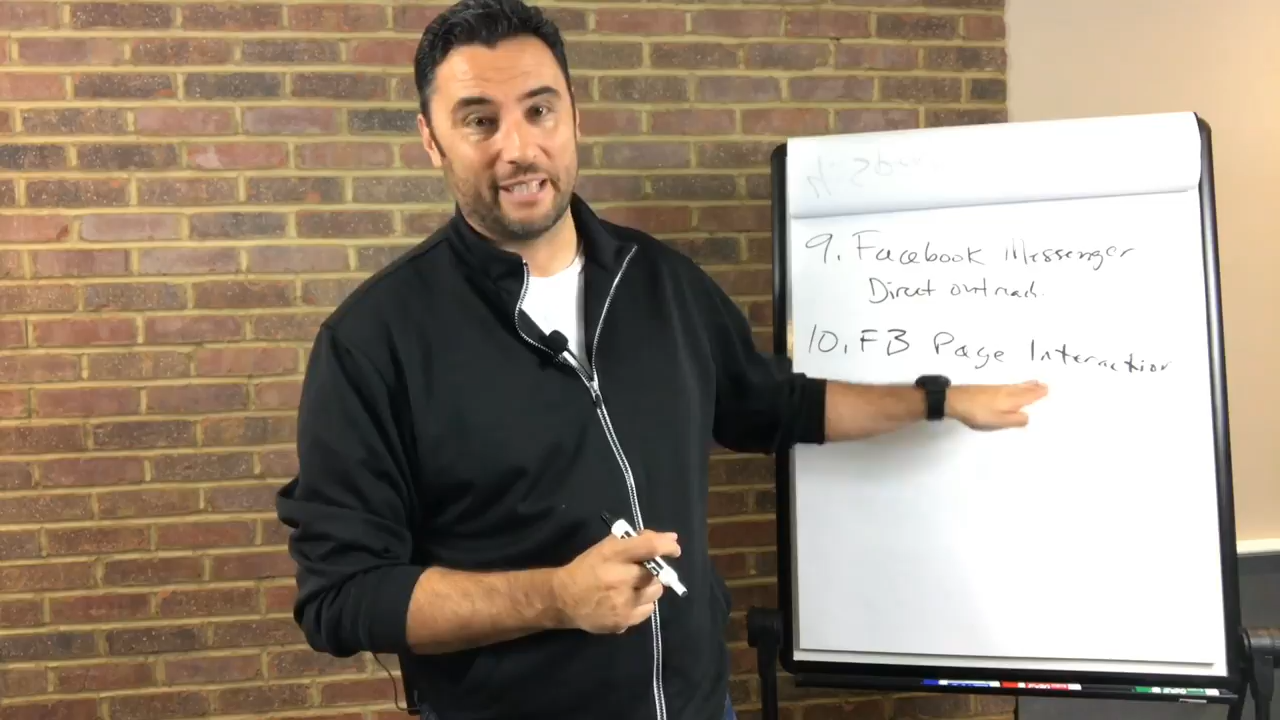 9. Facebook Messenger
Direct outreach.
10. FB Page Interaction